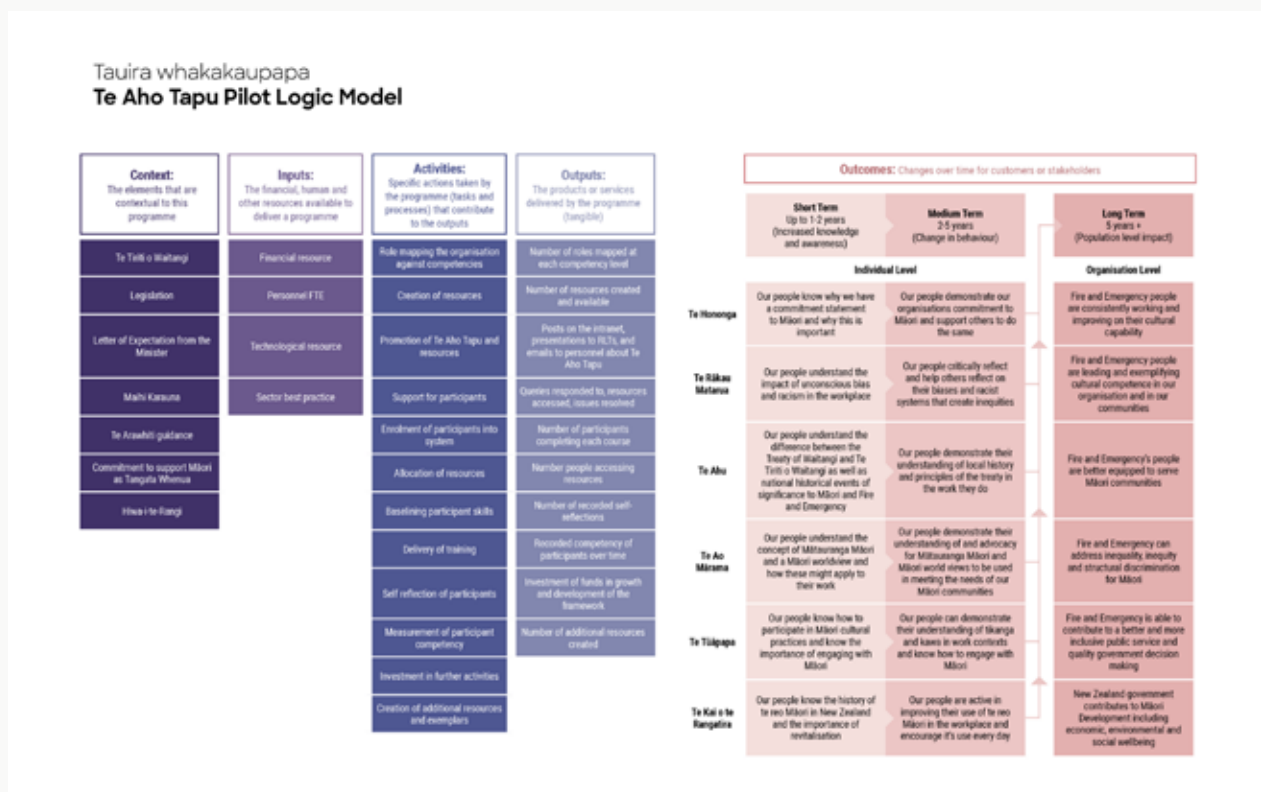 Tauira whakakaupapa
Te Aho Tapu Pilot Logic Model
Context:
The elements that are
contextual to this
programme
Te Tiriti o Waitangi
Legislation
Letter of Expectation from the
Minister
Maihi Karauna
Te Arawhiti guidance
Commitment to support Māori
as Tangata Whenua
Hiwa-i-te-Rangi
Inputs:
The financial, human and
other resources available to
deliver a programme
Financial resource
Personnel FTE
Technological resource
Sector best practice
Activities:
Specific actions taken by
the programme (tasks and
processes) that contribute
to the outputs
Role mapping the organisation
against competencies
Creation of resources
Promotion of Te Aho Tapu and
resources
Support for participants
Enrolment of participants into
system
Allocation of resources
Baselining participant skills
Delivery of training
Self reflection of participants
Measurement of participant
competency
Investment in further activities
Creation of additional resources
and exemplars
Outputs:
The products or services
delivered by the programme
(tangible)
Number of roles mapped at
each competency level
Number of resources created
and available
Posts on the intranet,
presentations to RLTs, and
emails to personnel about Te
Aho Tapu
Queries responded to, resources
accessed, issues resolved
Number of participants
completing each course
Number people accessing
resources
Number of recorded self-
reflections
Recorded competency of
participants over time
Investment of funds in growth
and development of the
framework
Number of additional resources
created
Outcomes: Changes over time for customers or stakeholders
Short Term
Up to 1-2 years
(Increased knowledge
and awareness)
Medium Term
2-5 years
(Change in behaviour)
Long Term
5 years +
(Population level impact)
Individual Level
Organisation Level
Te Hononga
Our people know why we have
a commitment statement
to Māori and why this is
important
Our people demonstrate our
organisations commitment to
Māori and support others to do
the same
Fire and Emergency people
are consistently working and
improving on their cultural
capability
Te Rākau
Matarua
Our people understand the
impact of unconscious bias
and racism in the workplace
Our people critically reflect
and help others reflect on
their biases and racist
systems that create inequities
Fire and Emergency people
are leading and exemplifying
cultural competence in our
organisation and in our
communities
Te Ahu
Our people understand the
difference between the
Treaty of Waitangi and Te
Tiriti o Waitangi as well as
national historical events of
significance to Māori and Fire
and Emergency
Our people demonstrate their
understanding of local history
and principles of the treaty in
the work they do
Fire and Emergency's people
are better equipped to serve
Māori communities
Te Ao
Mārama
Our people understand the
concept of Mātauranga Māori
and a Māori worldview and
how these might apply to
their work
Our people demonstrate their
understanding of and advocacy
for Mātauranga Māori and
Māori world views to be used
in meeting the needs of our
Māori communities
Fire and Emergency can
address inequality, inequity
and structural discrimination
for Māori
Te Tūāpapa
Our people know how to
participate in Māori cultural
practices and know the
importance of engaging with
Māori
Our people can demonstrate
their understanding of tikanga
and kawa in work contexts
and know how to engage with
Māori
Fire and Emergency is able to
contribute to a better and more
inclusive public service and
quality government decision
making
Te Kai o te
Rangatira
Our people know the history of
te reo Māori in New Zealand
and the importance of
revitalisation
Our people are active in
improving their use of te reo
Māori in the workplace and
encourage it's use every day
New Zealand government
contributes to Māori
Development including
economic, environmental and
social wellbeing